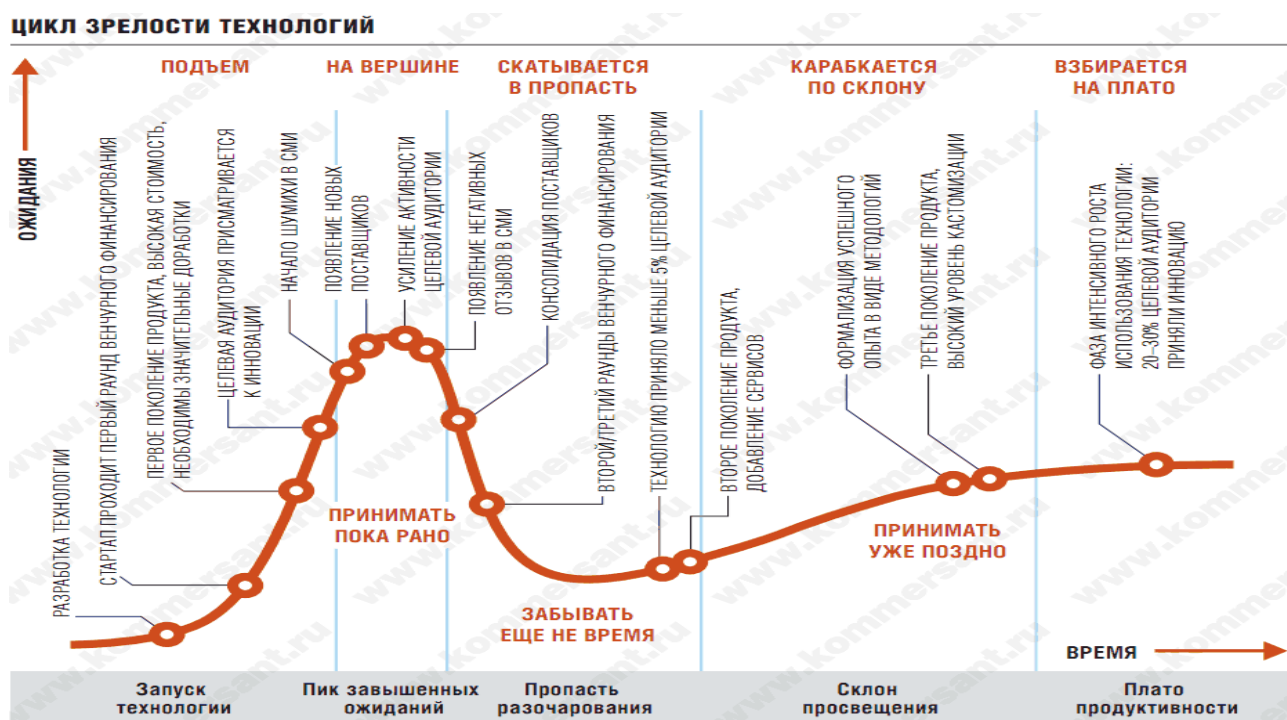 ЦИКЛ ЗРЕЛОСТИ ТЕХНОЛОГИЙ
ПОДЪЕМ
НА ВЕРШИНЕ
СКАТЫВАЕТСЯ
В ПРОПАСТЬ
КАРАБКАЕТСЯ
ПО СКЛОНУ
ВЗБИРАЕТСЯ
НА ПЛАТО
ОЖИДАНИЯ
РАЗРАБОТКА ТЕХНОЛОГИИ
СТАРТАП ПРОХОДИТ ПЕРВЫЙ РАУНД ВЕНЧУРНОГО ФИНАНСИРОВАНИЯ
ПЕРВОЕ ПОКОЛЕНИЕ ПРОДУКТА, ВЫСОКАЯ СТОИМОСТЬ,
НЕОБХОДИМЫ ЗНАЧИТЕЛЬНЫЕ ДОРАБОТКИ
ЦЕЛЕВАЯ АУДИТОРИЯ ПРИСМАТРИВАЕТСЯ
К ИННОВАЦИИ
НАЧАЛО ШУМИХИ В СМИ
ПОЯВЛЕНИЕ НОВЫХ
ПОСТАВЩИКОВ
УСИЛЕНИЕ АКТИВНОСТИ
ЦЕЛЕВОЙ АУДИТОРИИ
ПОЯВЛЕНИЕ НЕГАТИВНЫХ
ОТЗЫВОВ В СМИ
КОНСОЛИДАЦИЯ ПОСТАВЩИКОВ
ВТОРОЙ/ТРЕТИЙ РАУНДЫ ВЕНЧУРНОГО ФИНАНСИРОВАНИЯ
ТЕХНОЛОГИЮ ПРИНЯЛО МЕНЬШЕ 5% ЦЕЛЕВОЙ АУДИТОРИИ
ВТОРОЕ ПОКОЛЕНИЕ ПРОДУКТА,
ДОБАВЛЕНИЕ СЕРВИСОВ
ФОРМАЛИЗАЦИЯ УСПЕШНОГО
ОПЫТА В ВИДЕ МЕТОДОЛОГИЙ
ТРЕТЬЕ ПОКОЛЕНИЕ ПРОДУКТА,
ВЫСОКИЙ УРОВЕНЬ КАСТОМИЗАЦИИ
ФАЗА ИНТЕНСИВНОГО РОСТА
ИСПОЛЬЗОВАНИЯ ТЕХНОЛОГИИ:
20–30% ЦЕЛЕВОЙ АУДИТОРИИ
ПРИНЯЛИ ИННОВАЦИЮ
ПРИНИМАТЬ
ПОКА РАНО
ПРИНИМАТЬ
УЖЕ ПОЗДНО
ЗАБЫВАТЬ
ЕЩЕ НЕ ВРЕМЯ
ВРЕМЯ
Запуск
технологии
Пик завышенных
ожиданий
Пропасть
разочарования
Склон
просвещения
Плато
продуктивности
www.kommersant.ru